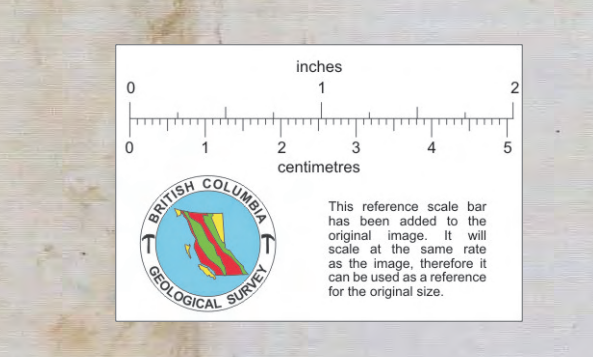 inches
0 1 2
0 1 2 3 4 5
centimetres
BRITISH COLUMBIA
GEOLOGICAL SURVEY
This reference scale bar
has been added to the
original image. It will
scale at the same rate
as the image, therefore it
can be used as a reference
for the original size.